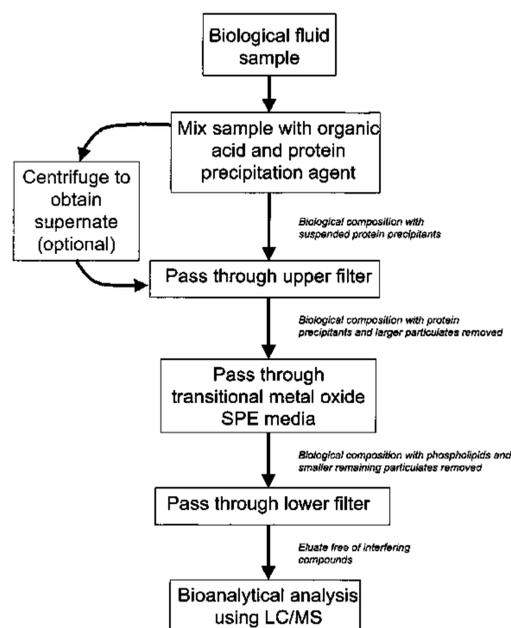 Biological fluid
sample
Mix sample with organic
acid and protein
precipitation agent
Centrifuge to
obtain
supernate
(optional)
Biological composition with
suspended protein precipitants
Pass through upper filter
Biological composition with protein
precipitants and larger particulates removed
Pass through
transitional metal oxide
SPE media
Biological composition with phospholipids and
smaller remaining particulates removed
Pass through lower filter
Eluate free of interfering
compounds
Bioanalytical analysis
using LC/MS